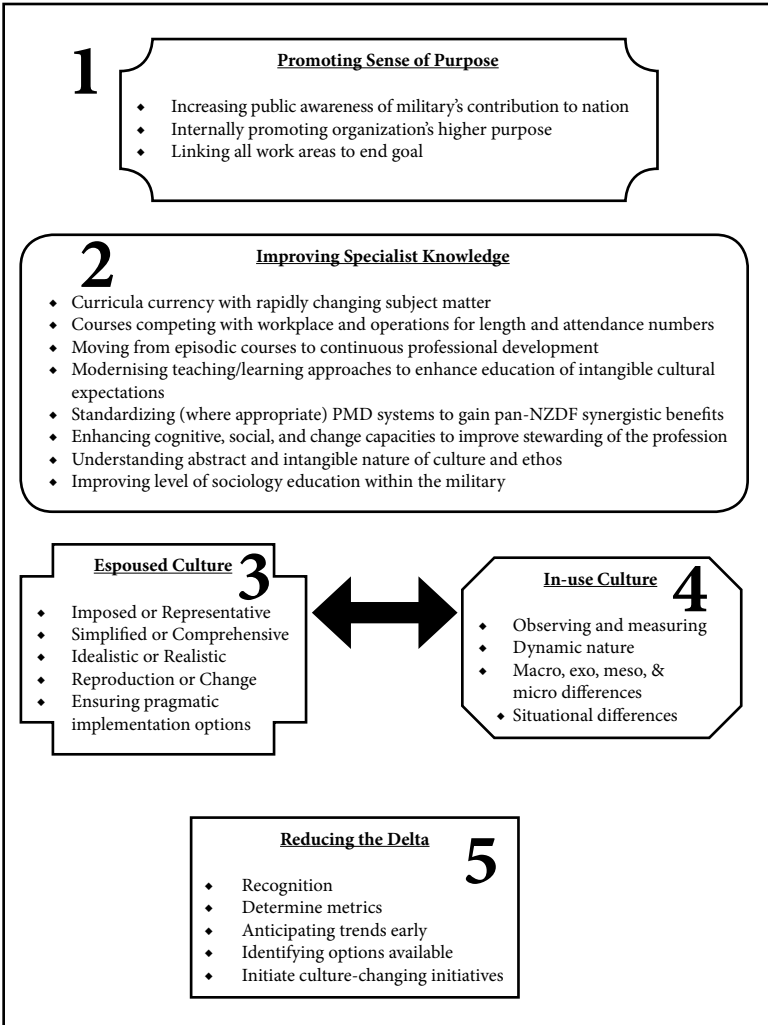 1
Promoting Sense of Purpose
◆ Increasing public awareness of military’s contribution to nation
◆ Internally promoting organization’s higher purpose
◆ Linking all work areas to end goal
2
Improving Specialist Knowledge
◆ Curricula currency with rapidly changing subject matter
◆ Courses competing with workplace and operations for length and attendance numbers
◆ Moving from episodic courses to continuous professional development
◆ Modernising teaching/learning approaches to enhance education of intangible cultural
expectations
◆ Standardizing (where appropriate) PMD systems to gain pan-NZDF synergistic benefits
◆ Enhancing cognitive, social, and change capacities to improve stewarding of the profession
◆ Understanding abstract and intangible nature of culture and ethos
◆ Improving level of sociology education within the military
Espoused Culture
3
◆ Imposed or Representative
◆ Simplified or Comprehensive
◆ Idealistic or Realistic
◆ Reproduction or Change
◆ Ensuring pragmatic
implementation options
In-use Culture
4
◆ Observing and measuring
◆ Dynamic nature
◆ Macro, exo, meso, &
micro differences
◆ Situational differences
Reducing the Delta
5
◆ Recognition
◆ Determine metrics
◆ Anticipating trends early
◆ Identifying options available
◆ Initiate culture-changing initiatives